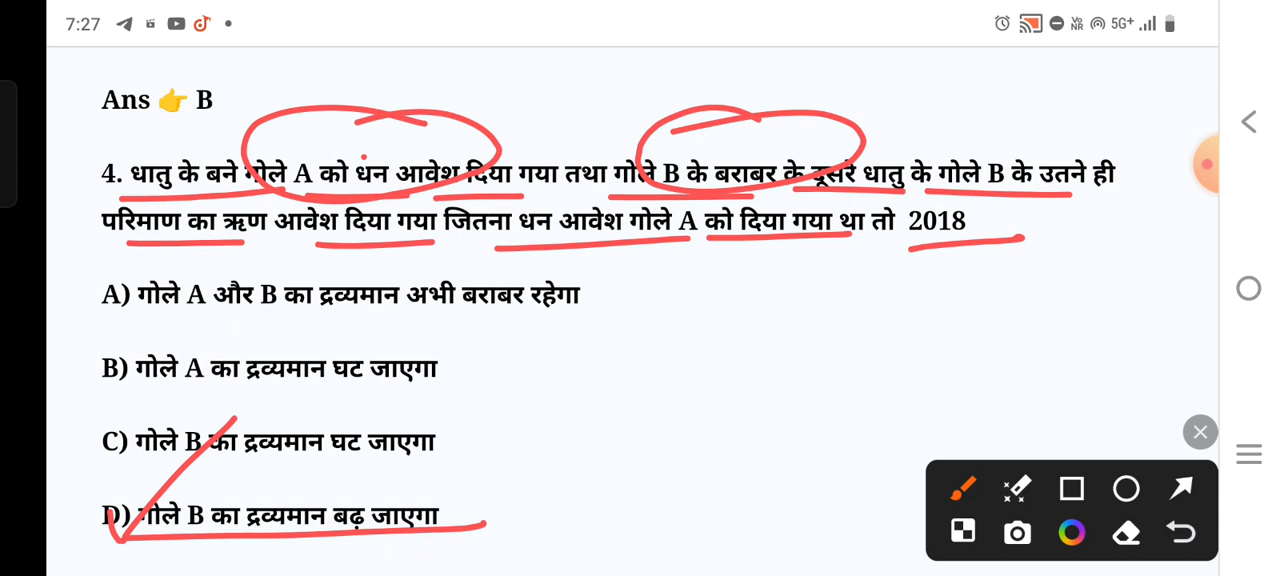 7:27
VO
NR
5G+
Ans 👉 B
4. धातु के बने गोले A को धन आवेश दिया गया तथा गोले B के बराबर के दूसरे धातु के गोले B के उतने ही
परिमाण का ऋण आवेश दिया गया जितना धन आवेश गोले A को दिया गया था तो 2018
A) गोले A और B का द्रव्यमान अभी बराबर रहेगा
B) गोले A का द्रव्यमान घट जाएगा
C) गोले B का द्रव्यमान घट जाएगा
D) गोले B का द्रव्यमान बढ़ जाएगा